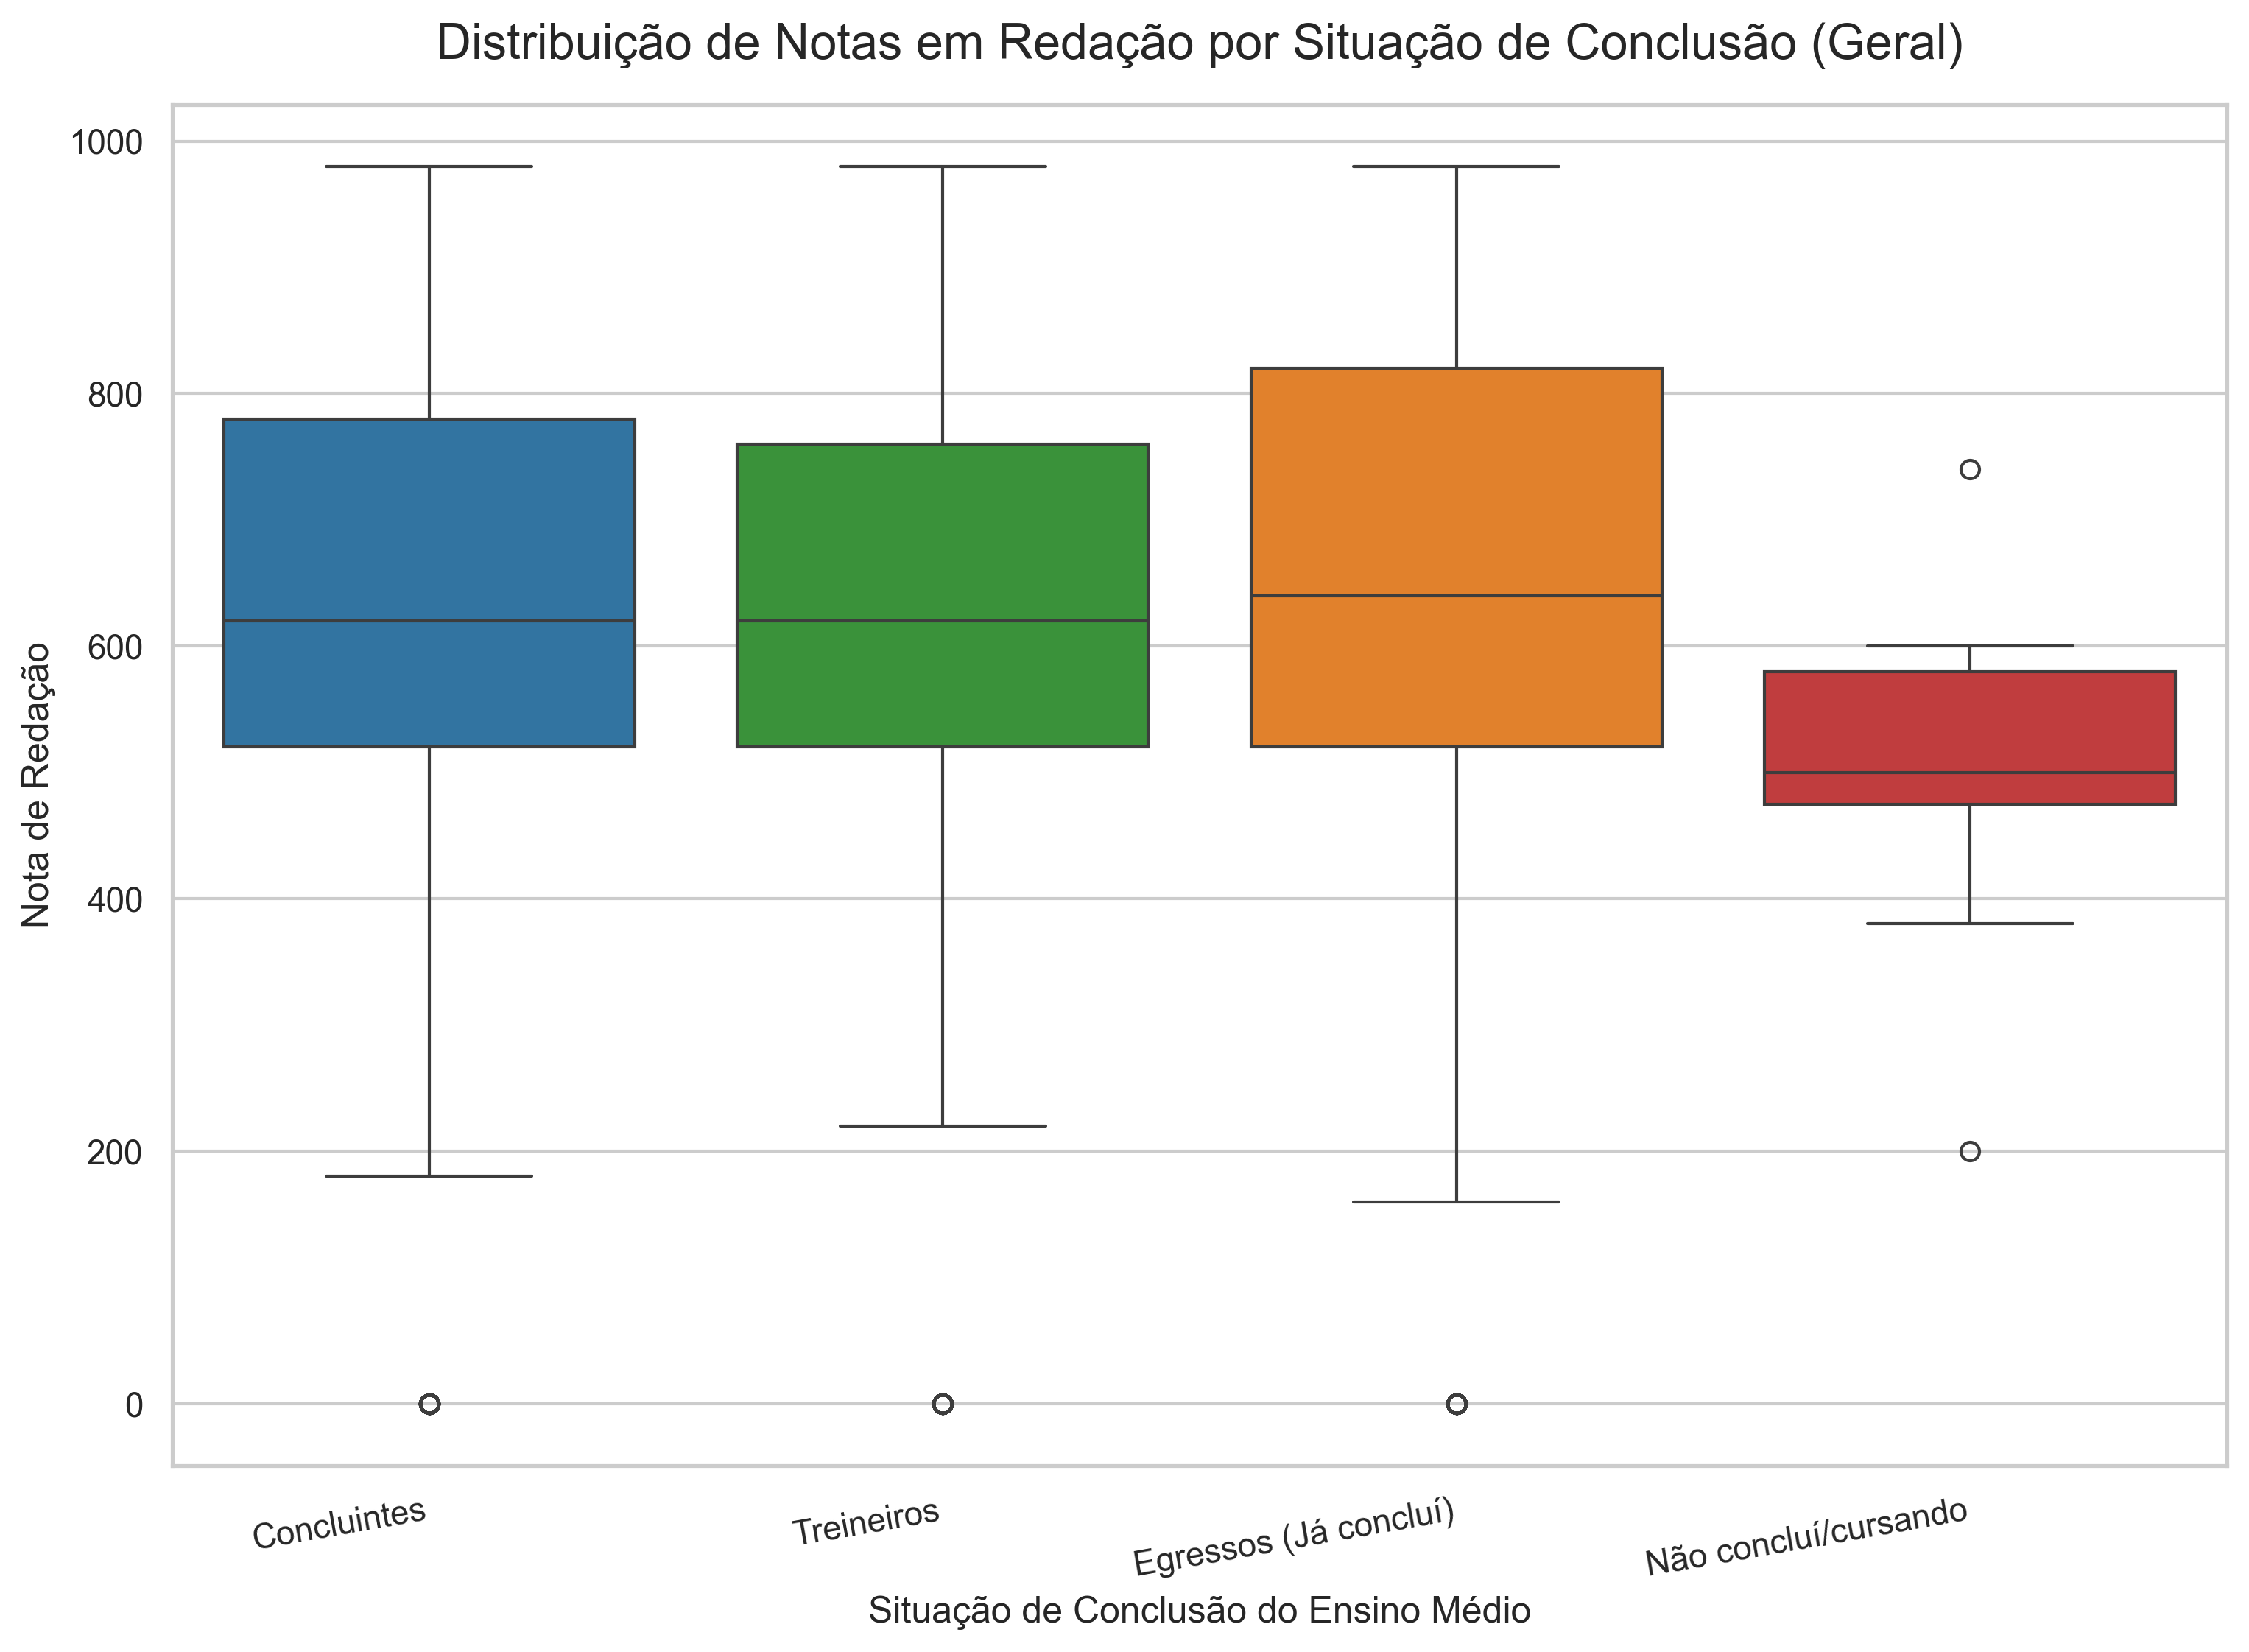 Distribuição de Notas em Redação por Situação de Conclusão (Geral)
Nota de Redação
1000
800
600
400
200
0
Concluintes
Treineiros
Egressos (Já concluí)
Não concluí/cursando
Situação de Conclusão do Ensino Médio